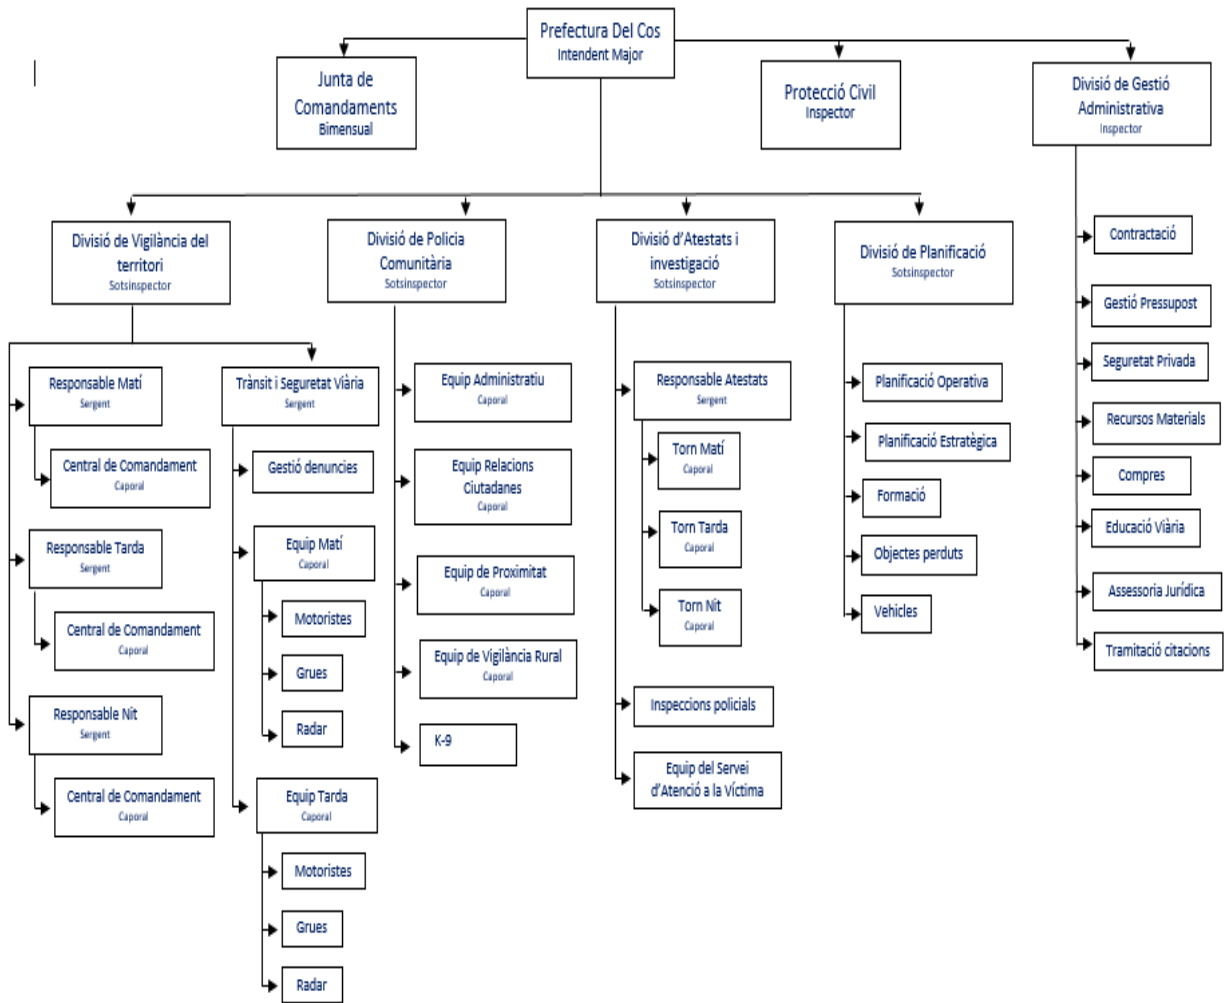 Prefectura Del Cos
Intendent Major
Junta de
Comandaments
Bimensual
Protecció Civil
Inspector
Divisió de Gestió
Administrativa
Inspector
Divisió de Vigilància del
territori
Sotsinspector
Divisió de Policia
Comunitària
Sotsinspector
Divisió d'Atestats i
investigació
Sotsinspector
Divisió de Planificació
Sotsinspector
Responsable Matí
Sergent
Central de Comandament
Caporal
Responsable Tarda
Sergent
Central de Comandament
Caporal
Responsable Nit
Sergent
Central de Comandament
Caporal
Trànsit i Seguretat Viària
Sergent
Gestió denuncies
Equip Matí
Caporal
Motoristes
Grues
Radar
Equip Tarda
Caporal
Motoristes
Grues
Radar
Equip Administratiu
Caporal
Equip Relacions
Ciutadanes
Caporal
Equip de Proximitat
Caporal
Equip de Vigilància Rural
Caporal
K-9
Responsable Atestats
Sergent
Torn Matí
Caporal
Torn Tarda
Caporal
Torn Nit
Caporal
Inspeccions policials
Equip del Servei
d'Atenció a la Víctima
Planificació Operativa
Planificació Estratègica
Formació
Objectes perduts
Vehicles
Contractació
Gestió Pressupost
Seguretat Privada
Recursos Materials
Compres
Educació Viària
Assessoria Jurídica
Tramitació citacions